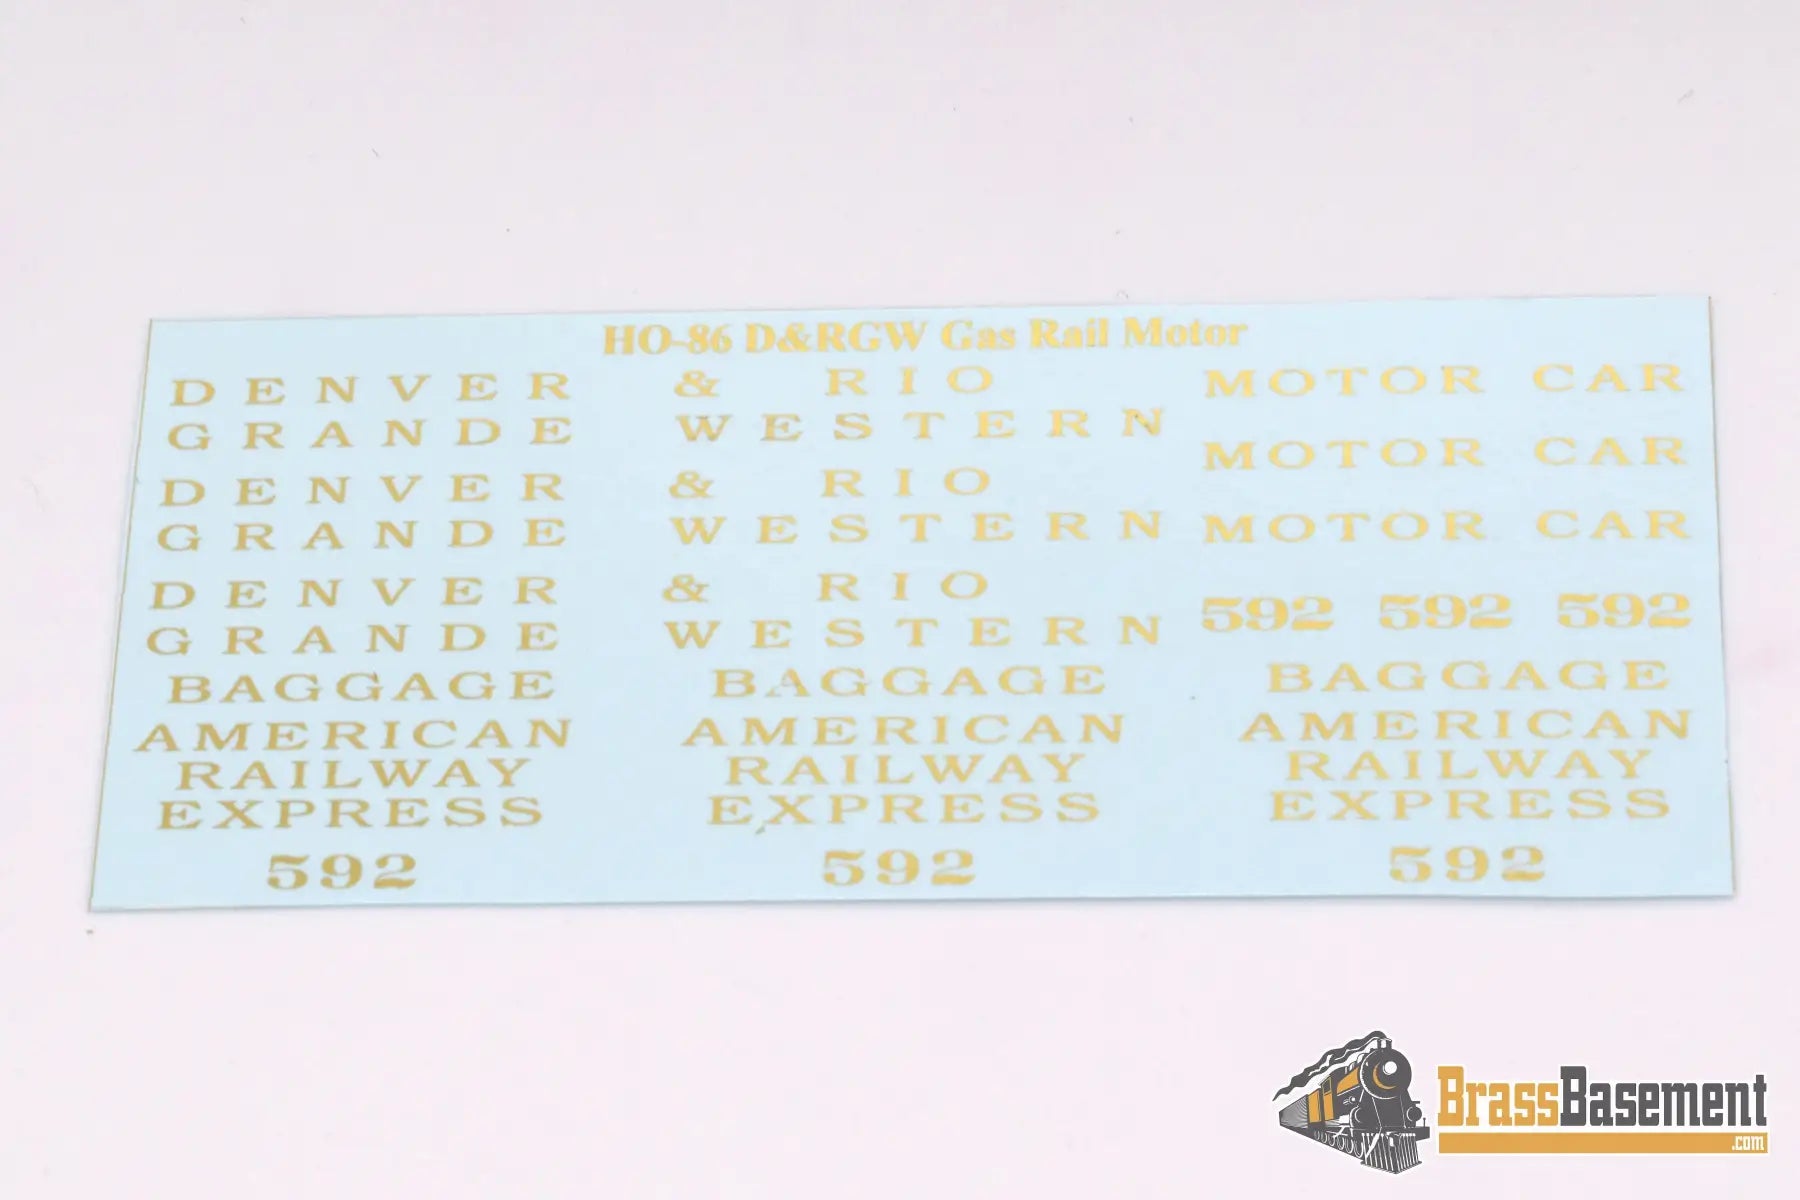 HO-86 D&RGW Gas Rail Motor
DENVER & RIO
GRANDE WESTERN
DENVER & RIO
GRANDE WESTERN
DENVER & RIO
GRANDE WESTERN
MOTOR CAR
MOTOR CAR
MOTOR CAR
592 592 592
BAGGAGE
AMERICAN
RAILWAY
EXPRESS
592
BAGGAGE
AMERICAN
RAILWAY
EXPRESS
592
BAGGAGE
AMERICAN
RAILWAY
EXPRESS
592
BrassBasement
.com